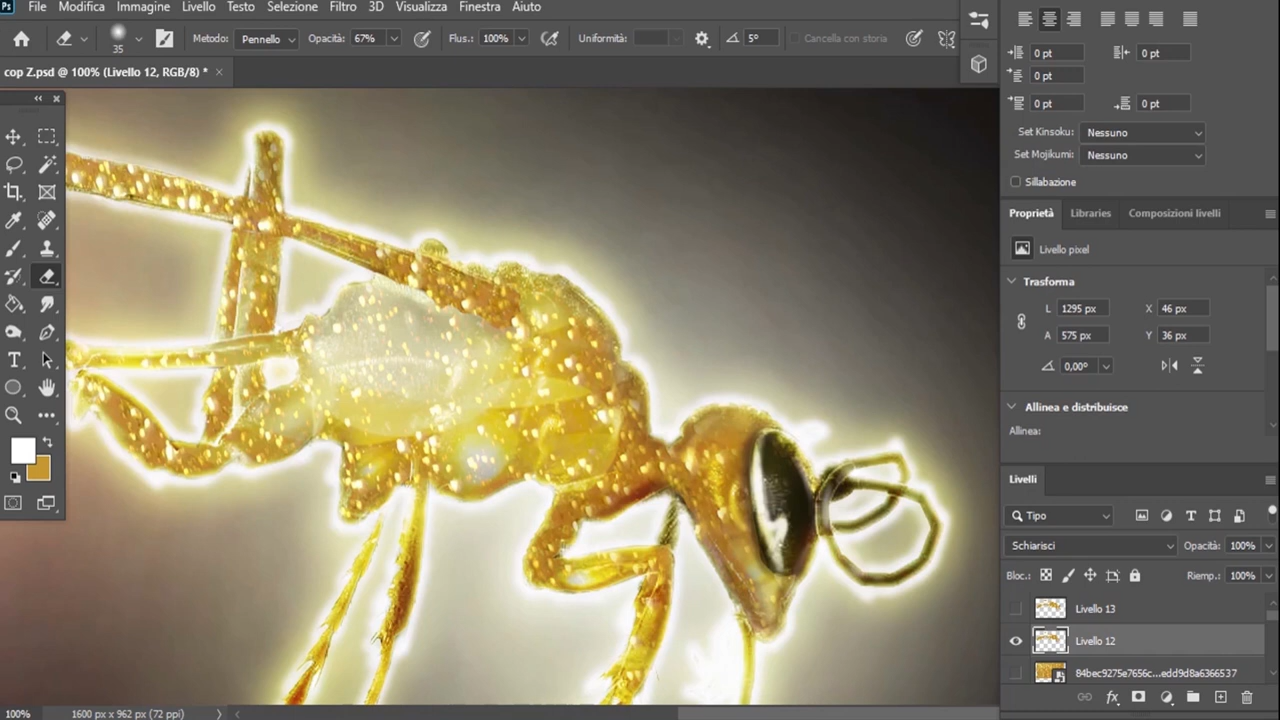 Ps File Modifica Immagine Livello Testo Selezione Filtro 3D Visualizza Finestra Aiuto
35 Metodo: Pennello Opacità: 67% Flus.: 100% Uniformità: 5° Cancella con storia
cop Z.psd @ 100% (Livello 12, RGB/8) * ×
0 pt 0 pt
0 pt
0 pt 0 pt
Set Kinsoku: Nessuno
Set Mojikumi: Nessuno
Sillabazione
Proprietà Libraries Composizioni livelli
Livello pixel
Trasforma
L 1295 px X 46 px
A 575 px Y 36 px
0,00°
Allinea e distribuisce
Allinea:
Livelli
Tipo
Schiarisci Opacità: 100%
Bloc.: Riemp.: 100%
Livello 13
Livello 12
84bec9275e7656c...edd9d8a6366537
100% 1600 px x 962 px (72 ppi)